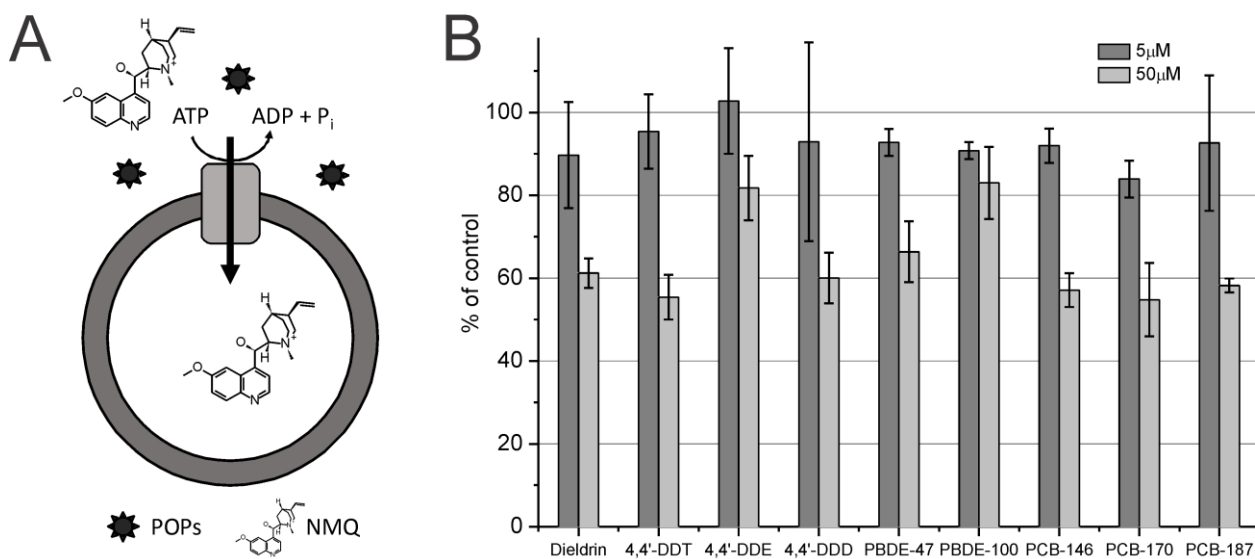 A
H
O
H
N
+
O
N
ATP
ADP + Pi
H
O
H
N
+
O
N
POPs
NMQ
B
5μM
50μM
% of control
100
80
60
40
20
0
Dieldrin 4,4'-DDT 4,4'-DDE 4,4'-DDD PBDE-47 PBDE-100 PCB-146 PCB-170 PCB-187